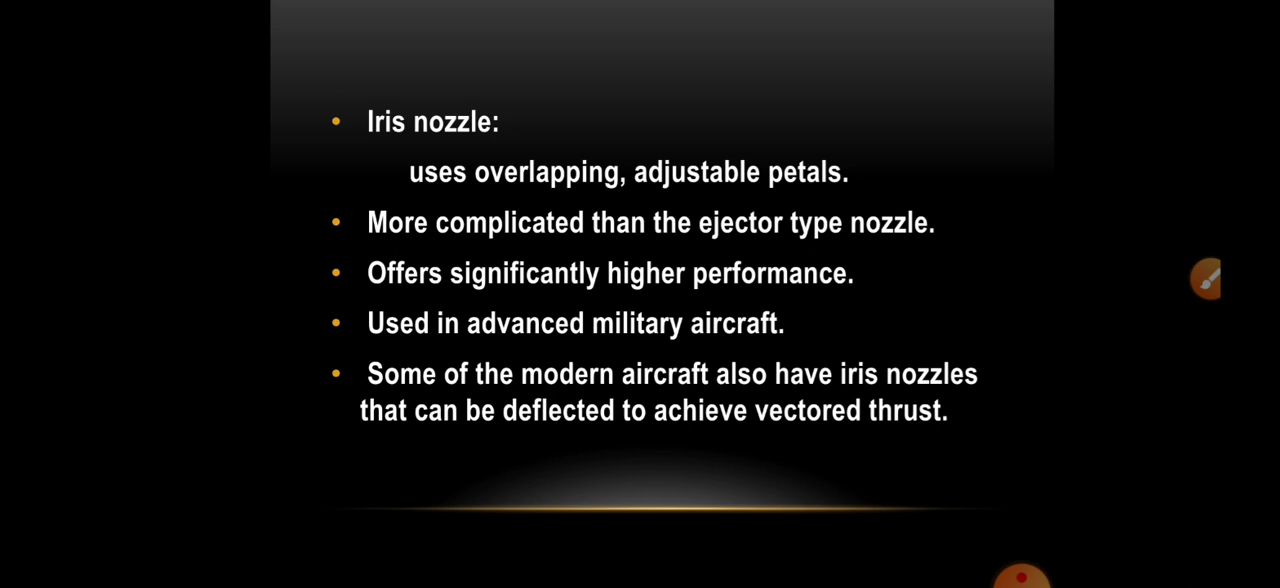 • Iris nozzle:
uses overlapping, adjustable petals.
• More complicated than the ejector type nozzle.
• Offers significantly higher performance.
• Used in advanced military aircraft.
• Some of the modern aircraft also have iris nozzles
that can be deflected to achieve vectored thrust.